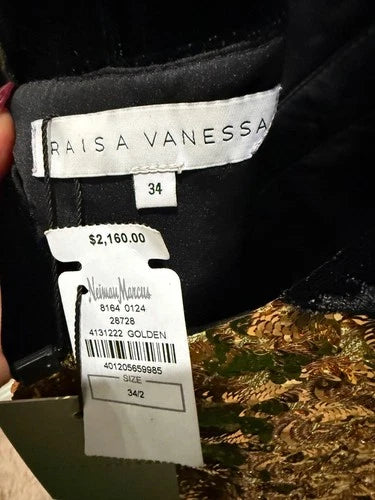 RAISA VANESSA
34
$2,160.00
Neiman Marcus
8164 0124
28728
4131222 GOLDEN
401205659985
SIZE
34/2